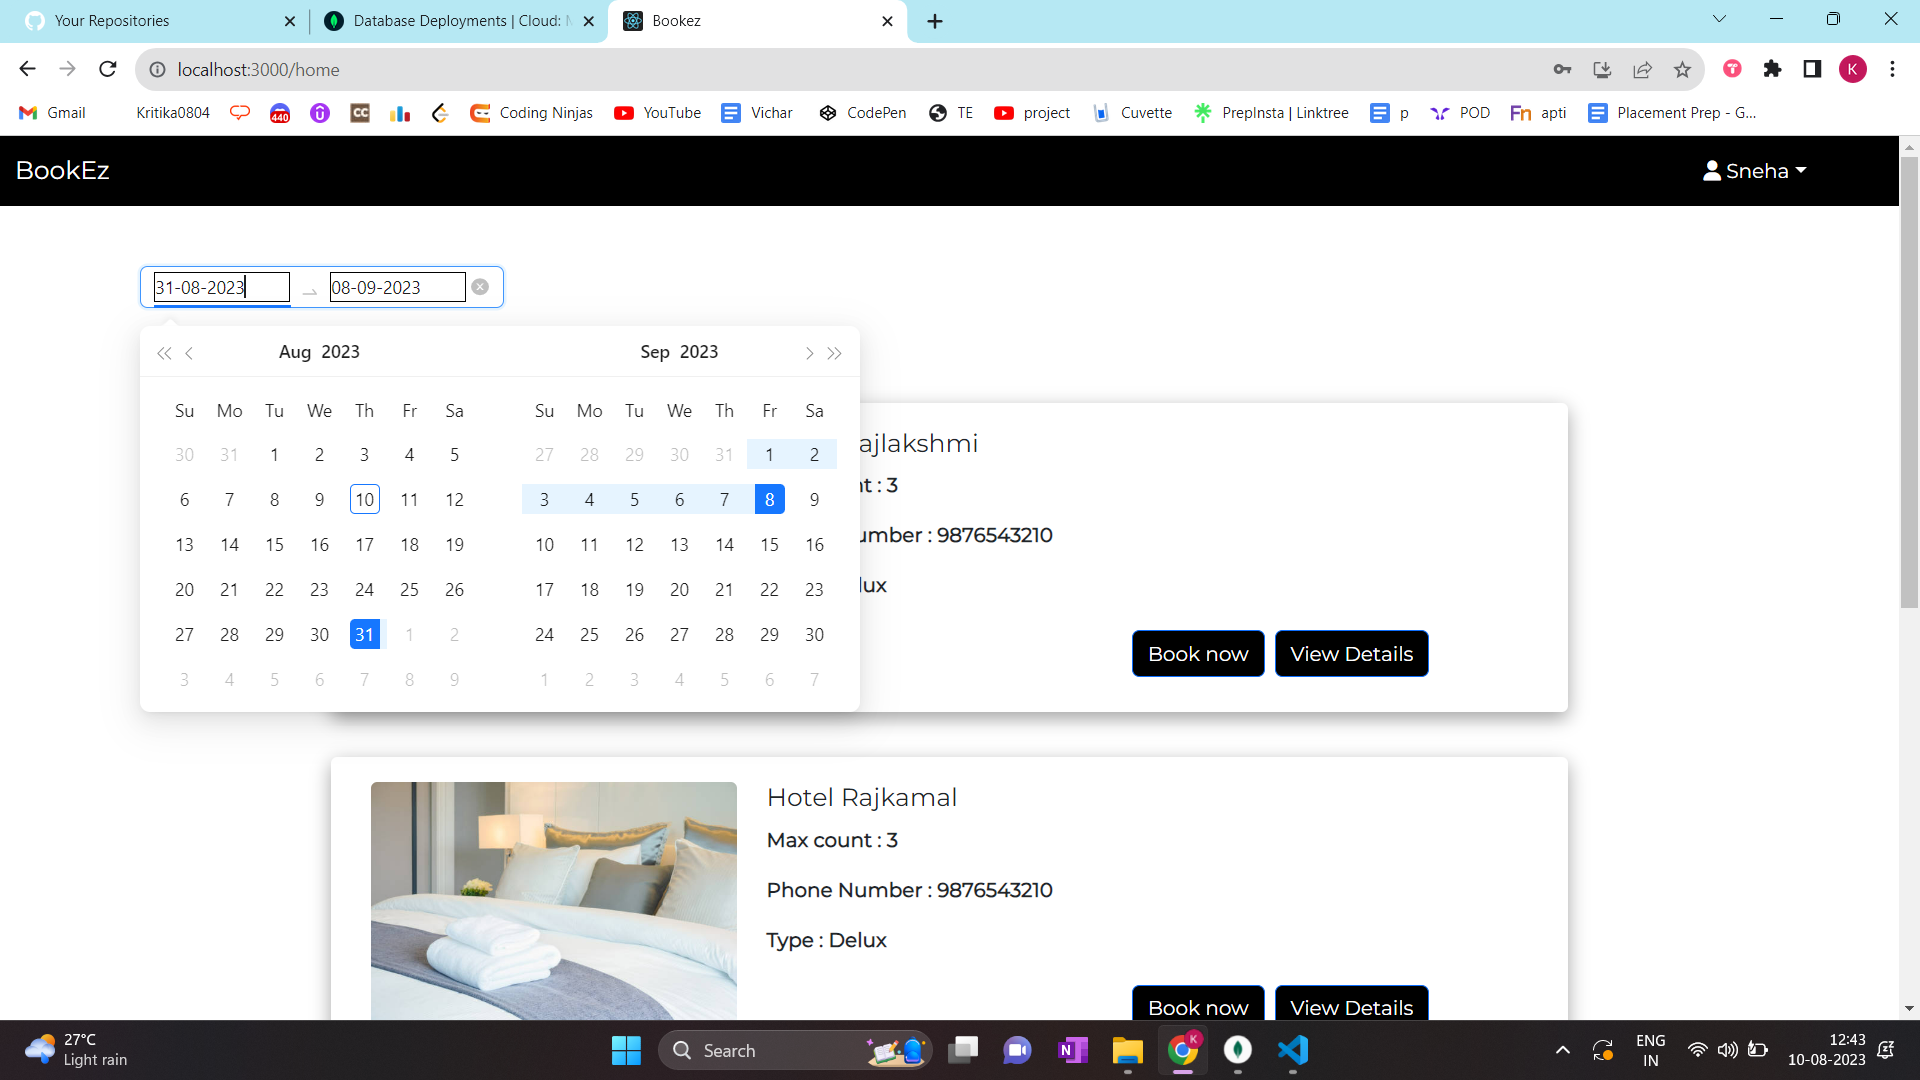 Your Repositories
Database Deployments | Cloud:
Bookez
localhost:3000/home
K
Gmail
Kritika0804
440
CC
Coding Ninjas
YouTube
Vichar
CodePen
TE
project
Cuvette
PrepInsta | Linktree
p
POD
Fn apti
Placement Prep - G...
BookEz
Sneha
31-08-2023
08-09-2023
Aug 2023
Sep 2023
Su Mo Tu We Th Fr Sa
30 31 1 2 3 4 5
6 7 8 9 10 11 12
13 14 15 16 17 18 19
20 21 22 23 24 25 26
27 28 29 30 31 1 2
3 4 5 6 7 8 9
Su Mo Tu We Th Fr Sa
27 28 29 30 31 1 2
3 4 5 6 7 8 9
10 11 12 13 14 15 16
17 18 19 20 21 22 23
24 25 26 27 28 29 30
1 2 3 4 5 6 7
ajlakshmi
nt : 3
umber : 9876543210
lux
Book now
View Details
Hotel Rajkamal
Max count : 3
Phone Number : 9876543210
Type : Delux
Book now
View Details
27°C
Light rain
Search
N
K
ENG
IN
12:43
10-08-2023